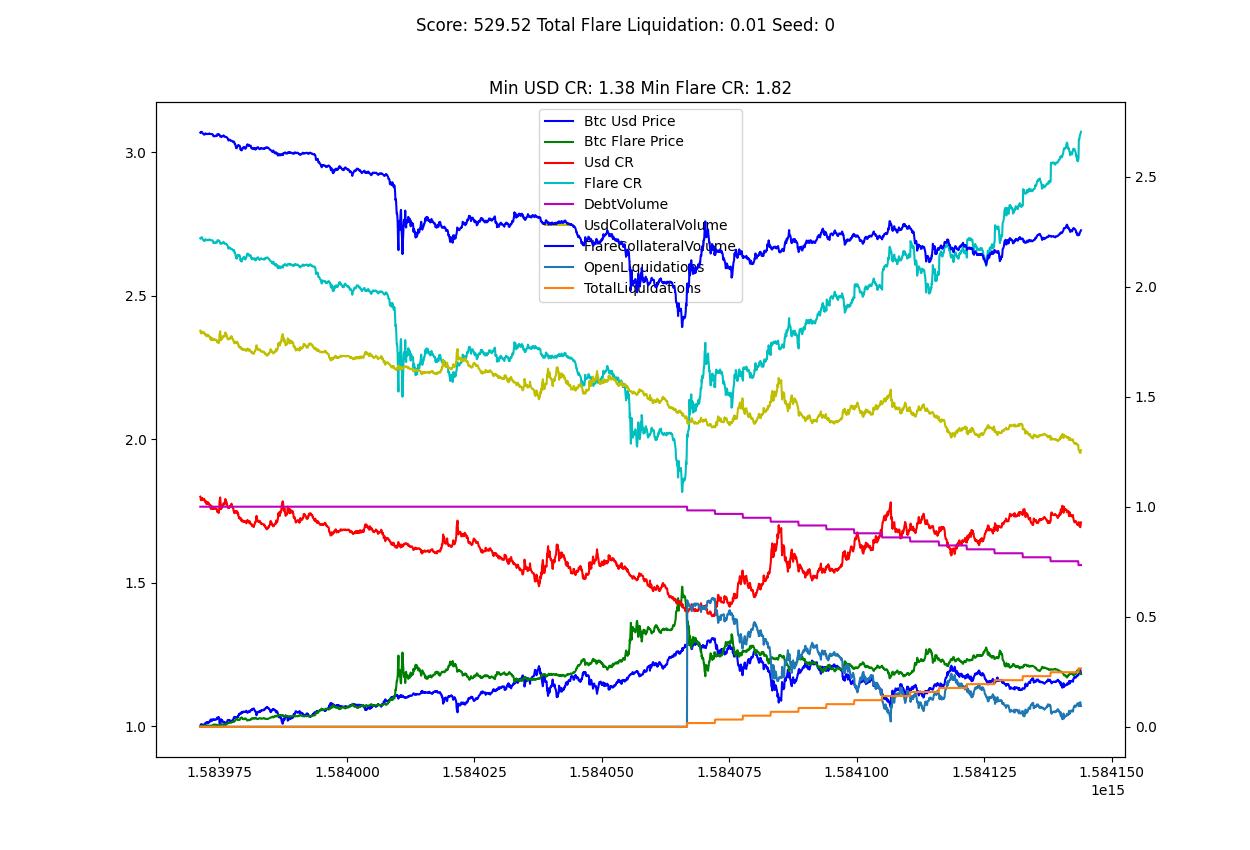 Score: 529.52 Total Flare Liquidation: 0.01 Seed: 0
Min USD CR: 1.38 Min Flare CR: 1.82
Btc Usd Price
Btc Flare Price
Usd CR
Flare CR
DebtVolume
UsdCollateralVolume
FlareCollateralVolume
OpenLiquidations
TotalLiquidations
3.0
2.5
2.0
1.5
1.0
2.5
2.0
1.5
1.0
0.5
0.0
1.583975 1.584000 1.584025 1.584050 1.584075 1.584100 1.584125 1.584150
1e15